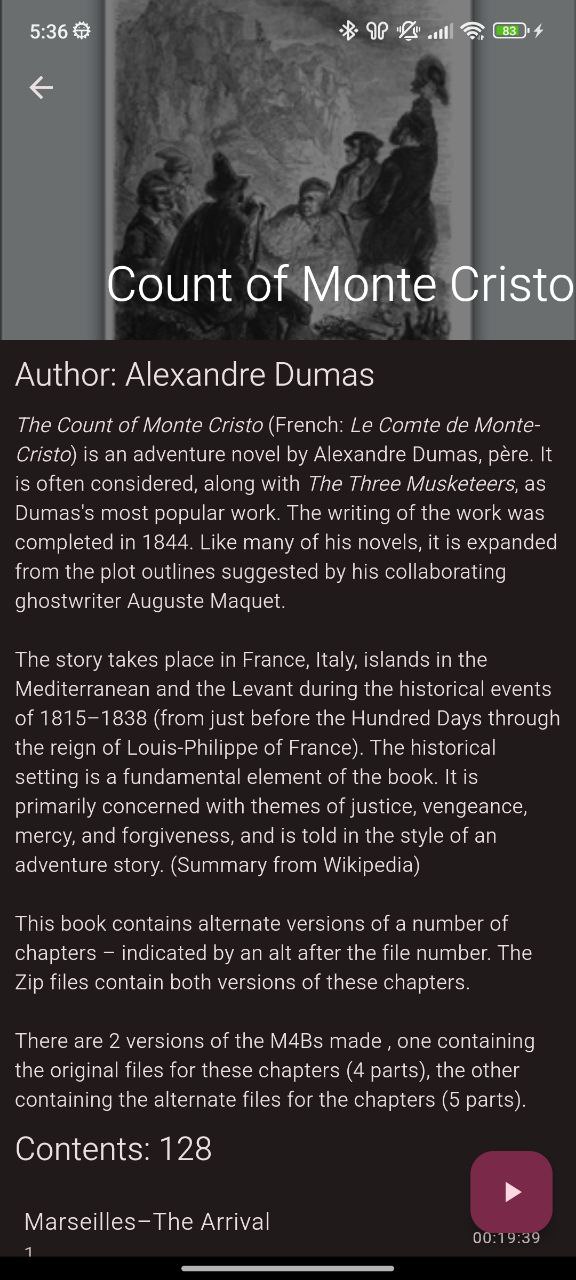 5:36
83
Count of Monte Cristo
Author: Alexandre Dumas
The Count of Monte Cristo (French: Le Comte de Monte-
Cristo) is an adventure novel by Alexandre Dumas, père. It
is often considered, along with The Three Musketeers, as
Dumas's most popular work. The writing of the work was
completed in 1844. Like many of his novels, it is expanded
from the plot outlines suggested by his collaborating
ghostwriter Auguste Maquet.
The story takes place in France, Italy, islands in the
Mediterranean and the Levant during the historical events
of 1815–1838 (from just before the Hundred Days through
the reign of Louis-Philippe of France). The historical
setting is a fundamental element of the book. It is
primarily concerned with themes of justice, vengeance,
mercy, and forgiveness, and is told in the style of an
adventure story. (Summary from Wikipedia)
This book contains alternate versions of a number of
chapters – indicated by an alt after the file number. The
Zip files contain both versions of these chapters.
There are 2 versions of the M4Bs made , one containing
the original files for these chapters (4 parts), the other
containing the alternate files for the chapters (5 parts).
Contents: 128
Marseilles–The Arrival
00:19:39
1